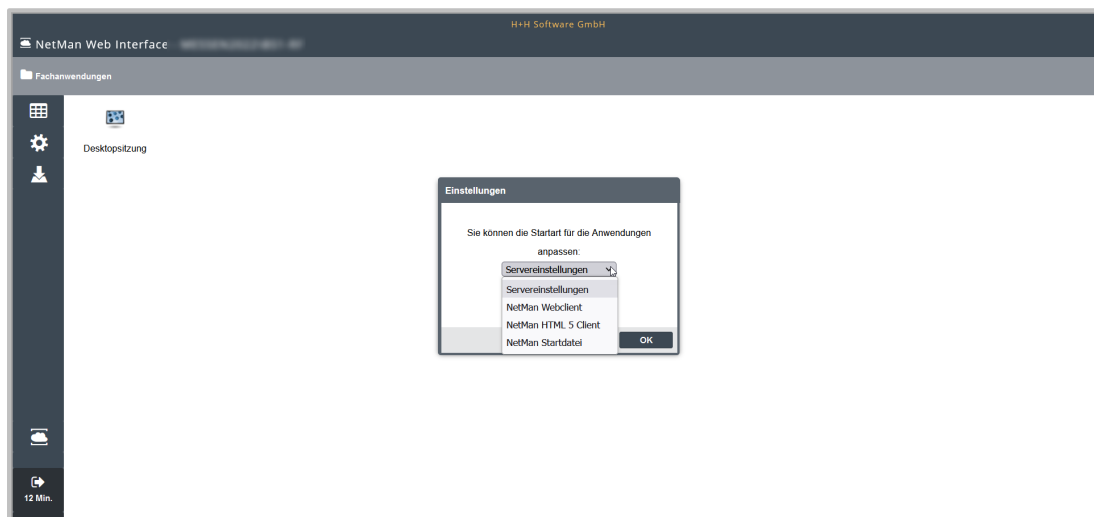 H+H Software GmbH
NetMan Web Interface -
Fachanwendungen
Desktopsitzung
Einstellungen
Sie können die Startart für die Anwendungen
anpassen:
Servereinstellungen
Servereinstellungen
NetMan Webclient
NetMan HTML 5 Client
NetMan Startdatei
OK
12 Min.